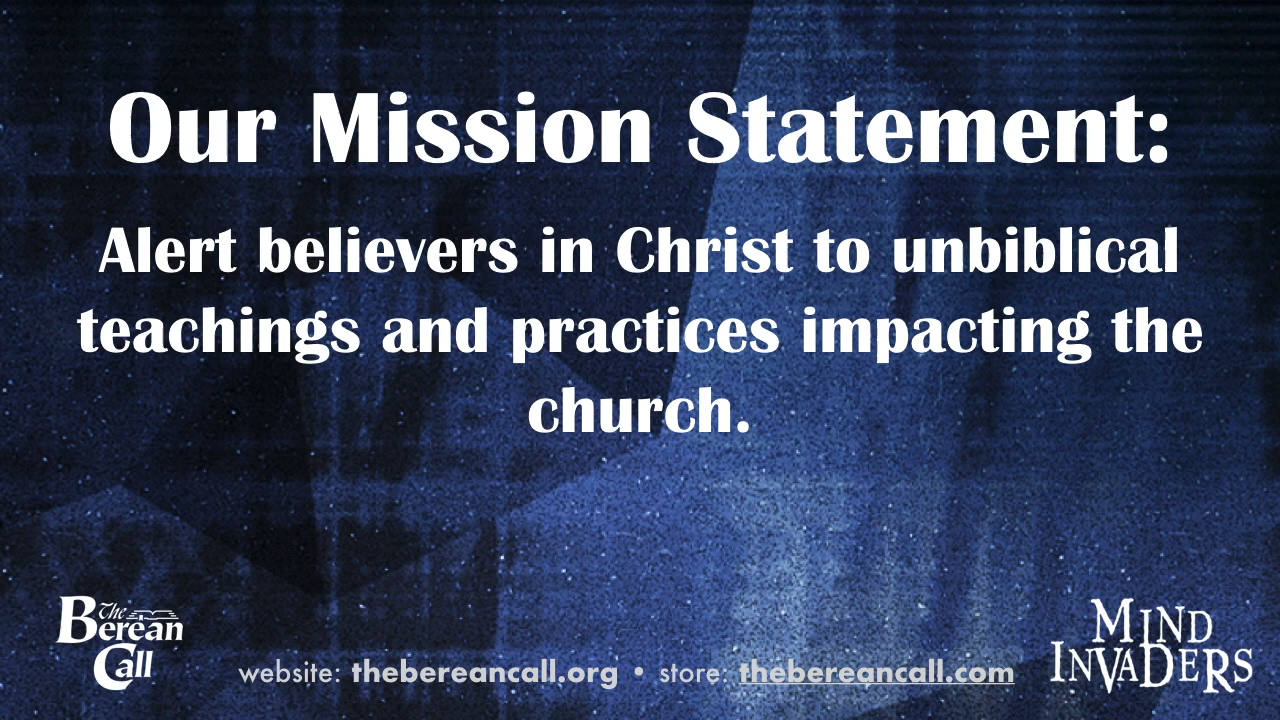 Our Mission Statement:
Alert believers in Christ to unbiblical
teachings and practices impacting the
church.
The
Berean
Call
website: thebereancall.org • store: thebereancall.com
MIND
INVADERS